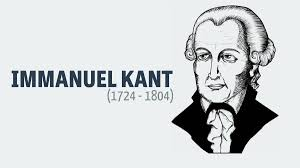 IMMANUEL KANT
(1724 - 1804)